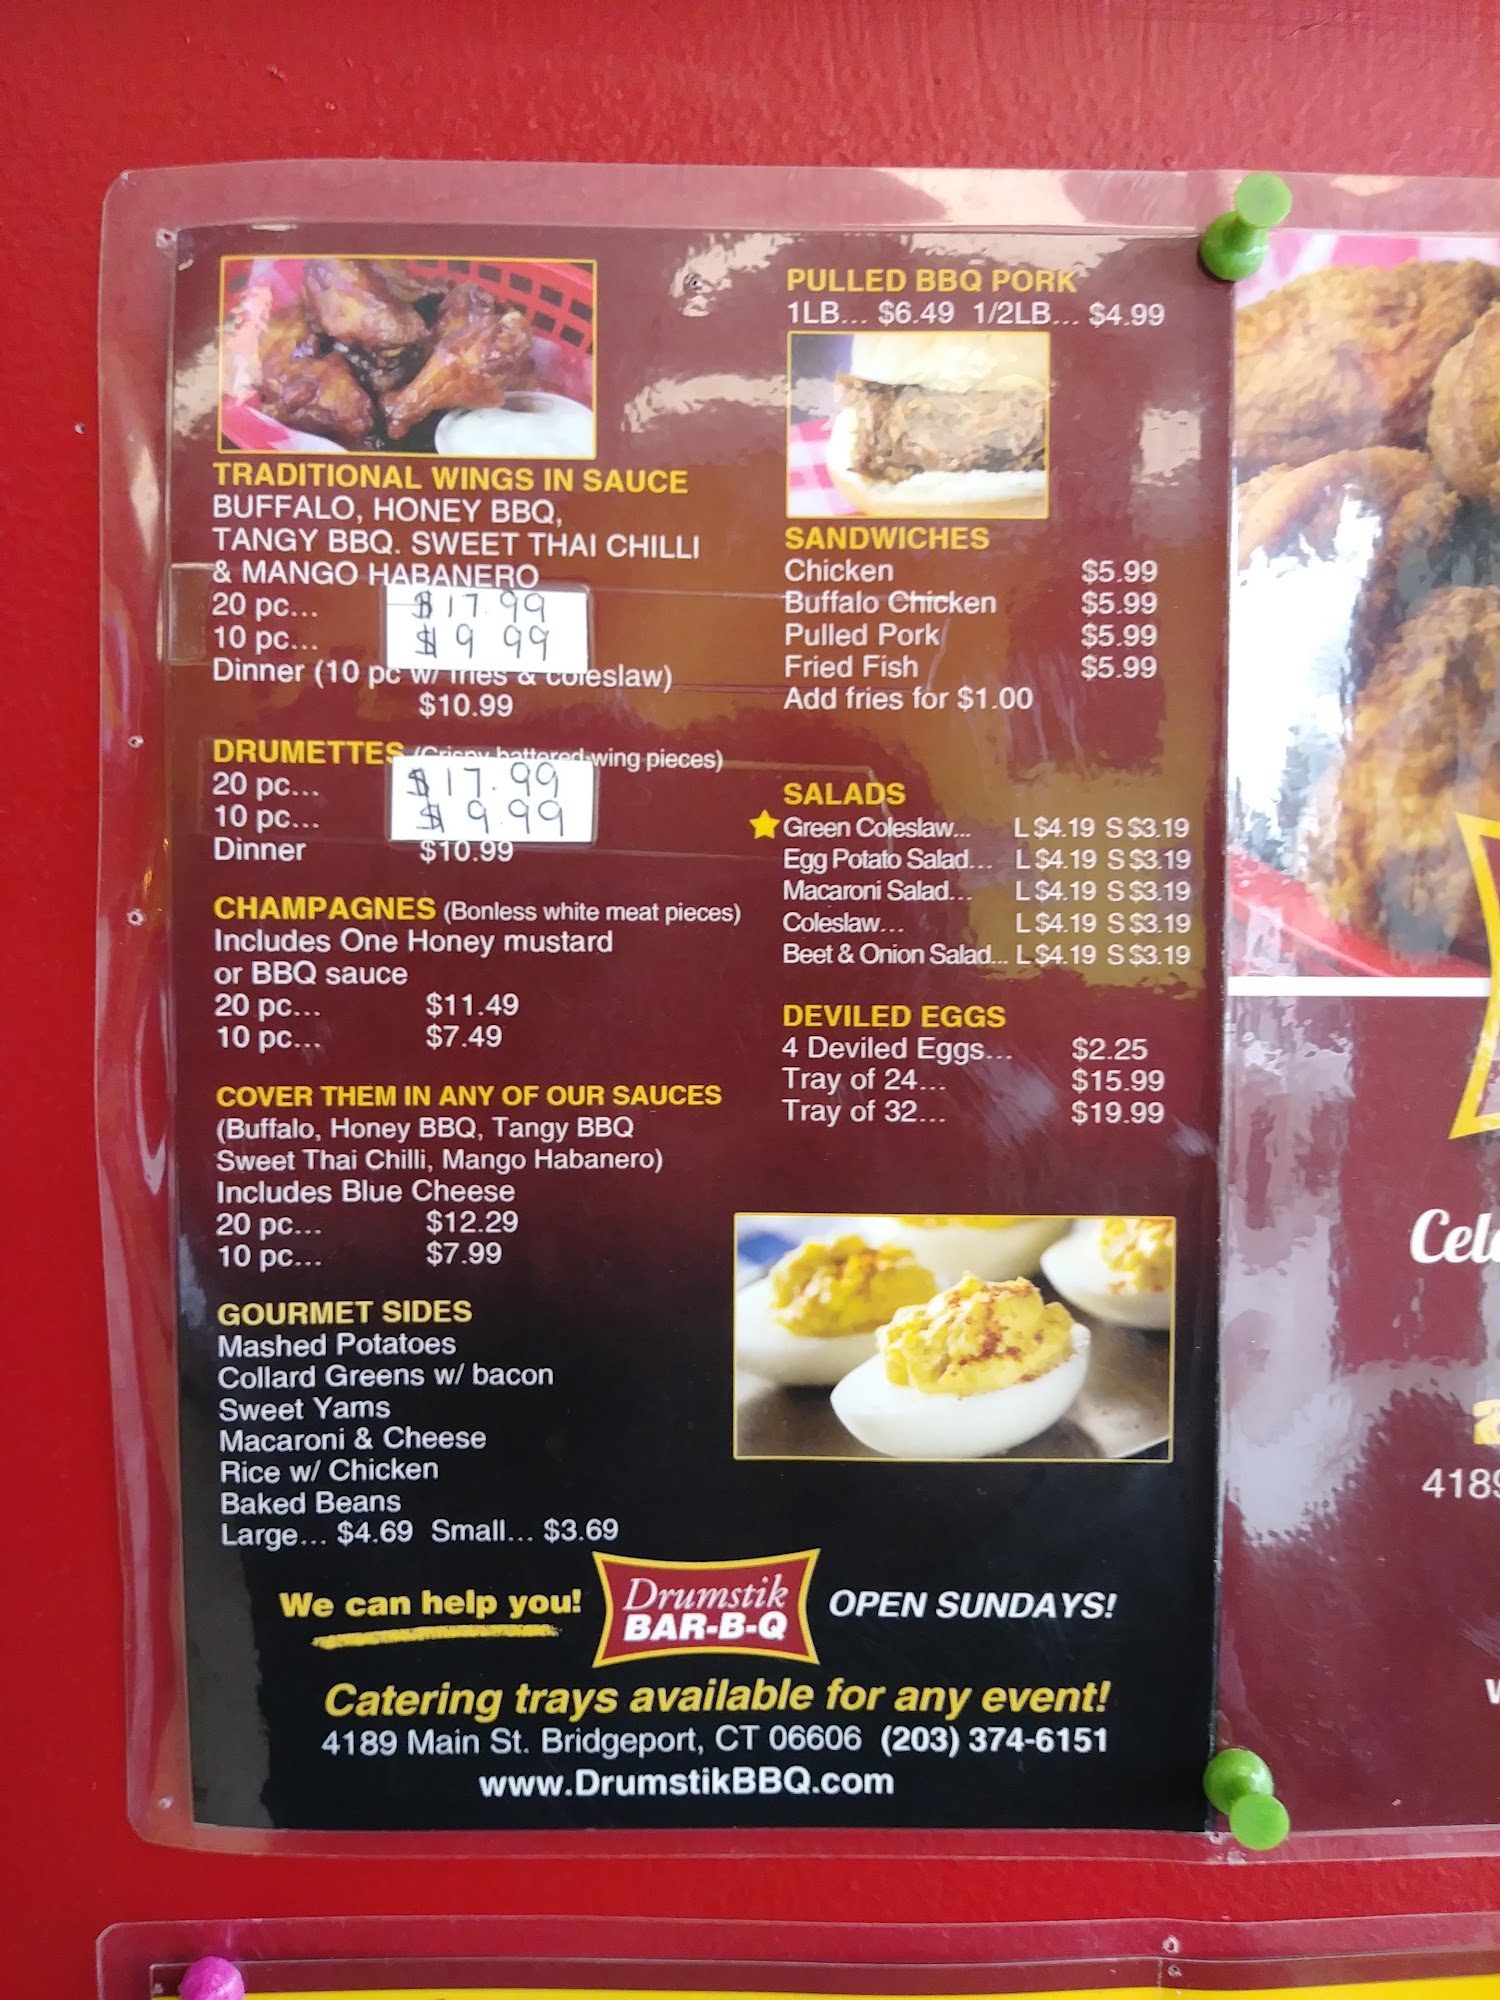 TRADITIONAL WINGS IN SAUCE
BUFFALO, HONEY BBQ,
TANGY BBQ. SWEET THAI CHILLI
& MANGO HABANERO
20 pc... $17.99
10 pc... $9 99
Dinner (10 pc w/ fries & coleslaw)
$10.99
DRUMETTES (Crispy battered wing pieces)
20 pc... $17.99
10 pc... $9.99
Dinner $10.99
CHAMPAGNES (Bonless white meat pieces)
Includes One Honey mustard
or BBQ sauce
20 pc... $11.49
10 pc... $7.49
COVER THEM IN ANY OF OUR SAUCES
(Buffalo, Honey BBQ, Tangy BBQ
Sweet Thai Chilli, Mango Habanero)
Includes Blue Cheese
20 pc... $12.29
10 pc... $7.99
GOURMET SIDES
Mashed Potatoes
Collard Greens w/ bacon
Sweet Yams
Macaroni & Cheese
Rice w/ Chicken
Baked Beans
Large... $4.69 Small... $3.69
PULLED BBQ PORK
1LB... $6.49 1/2LB... $4.99
SANDWICHES
Chicken $5.99
Buffalo Chicken $5.99
Pulled Pork $5.99
Fried Fish $5.99
Add fries for $1.00
SALADS
Green Coleslaw... L $4.19 S $3.19
Egg Potato Salad... L $4.19 S $3.19
Macaroni Salad... L $4.19 S $3.19
Coleslaw... L $4.19 S $3.19
Beet & Onion Salad... L $4.19 S $3.19
DEVILED EGGS
4 Deviled Eggs... $2.25
Tray of 24... $15.99
Tray of 32... $19.99
We can help you!
Drumstik
BAR-B-Q
OPEN SUNDAYS!
Catering trays available for any event!
4189 Main St. Bridgeport, CT 06606 (203) 374-6151
www.DrumstikBBQ.com
Cel
4189